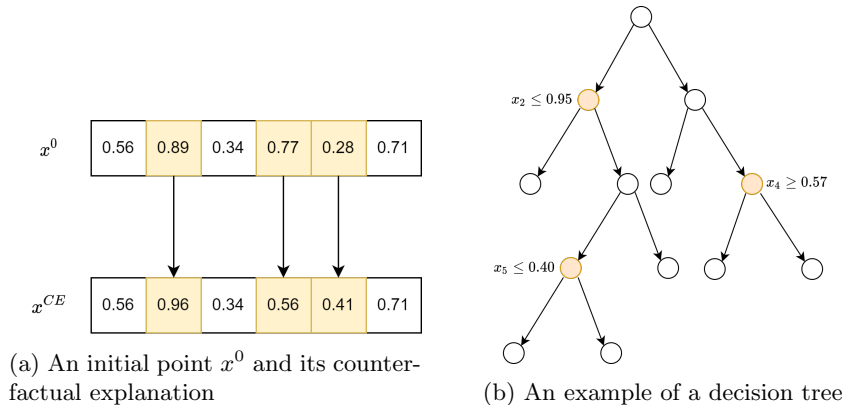 x^0
0.56 0.89 0.34 0.77 0.28 0.71
x^{CE}
0.56 0.96 0.34 0.56 0.41 0.71
(a) An initial point x^0 and its counter-
factual explanation
x_2 ≤ 0.95
x_4 ≥ 0.57
x_5 ≤ 0.40
(b) An example of a decision tree